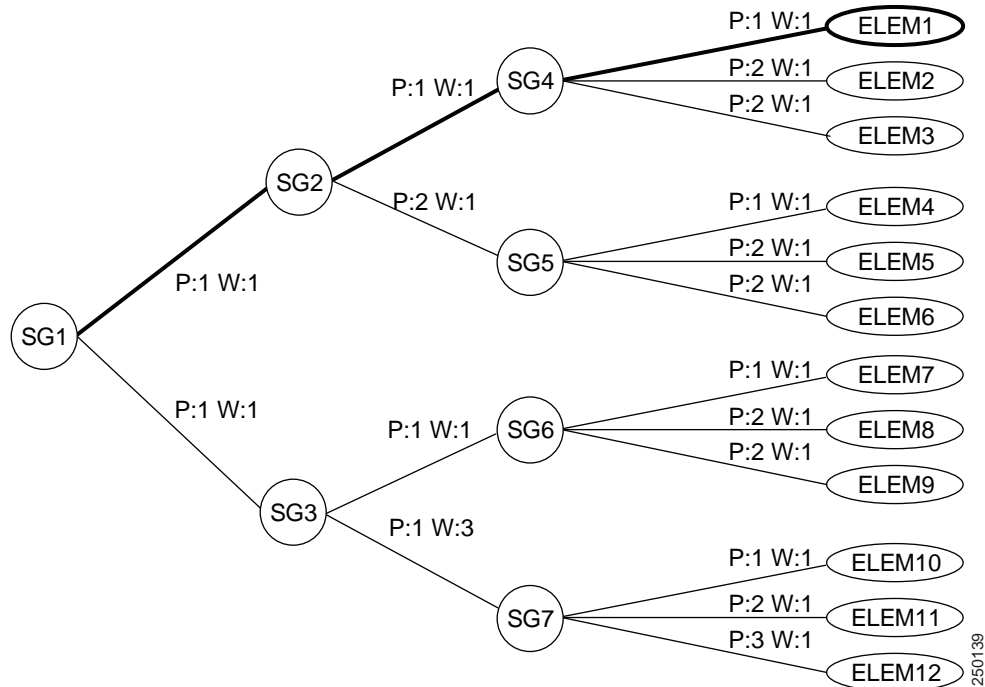 P:1 W:1
ELEM1
P:1 W:1
SG4
P:2 W:1
ELEM2
P:2 W:1
ELEM3
SG2
P:2 W:1
P:1 W:1
ELEM4
SG5
P:2 W:1
ELEM5
P:2 W:1
ELEM6
P:1 W:1
SG1
P:1 W:1
P:1 W:1
ELEM7
P:1 W:1
SG6
P:2 W:1
ELEM8
P:2 W:1
ELEM9
SG3
P:1 W:3
P:1 W:1
ELEM10
SG7
P:2 W:1
ELEM11
P:3 W:1
ELEM12
250139